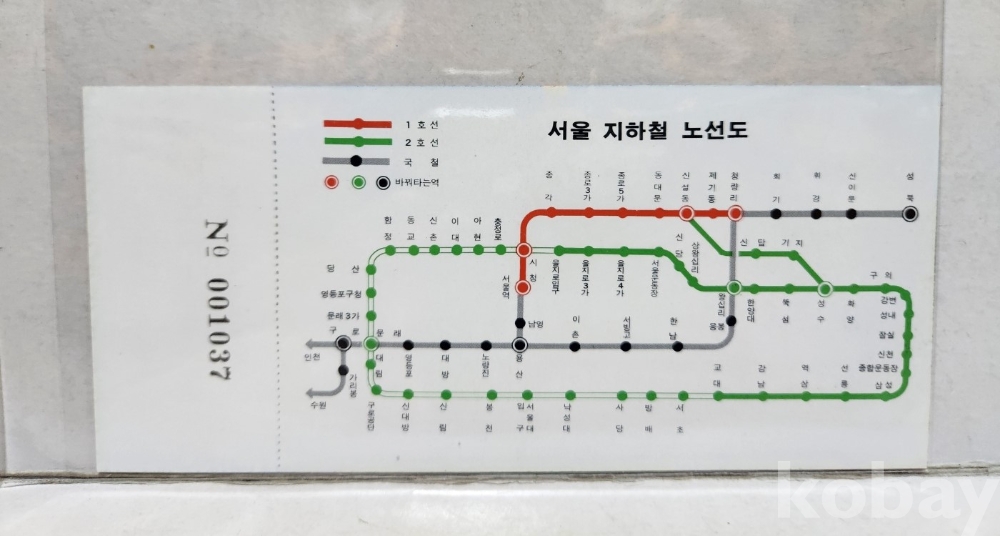 서울 지하철 노선도
1 호 선
2 호 선
국 철
바꿔타는역
№ 001037
종각
종로3가
종로5가
동대문
신설동
제기동
청량리
회기
휘경
신이문
성북
합정
동교
신촌
이대
아현
충정로
시청
서울역
을지로입구
을지로3가
을지로4가
서울운동장
신당
상왕십리
왕십리
신답
용답
한양대
뚝섬
성수
화양
구의
강변
성내
잠실
신천
종합운동장
삼성
당산
영등포구청
문래3가
구로
문래
인천
수원
가리봉
대림
영등포
대방
노량진
용산
남영
이촌
서빙고
한남
응봉
구로공단
신대방
신림
봉천
서울대입구
낙성대
사당
방배
서초
교대
강남
역삼
선릉
kobay